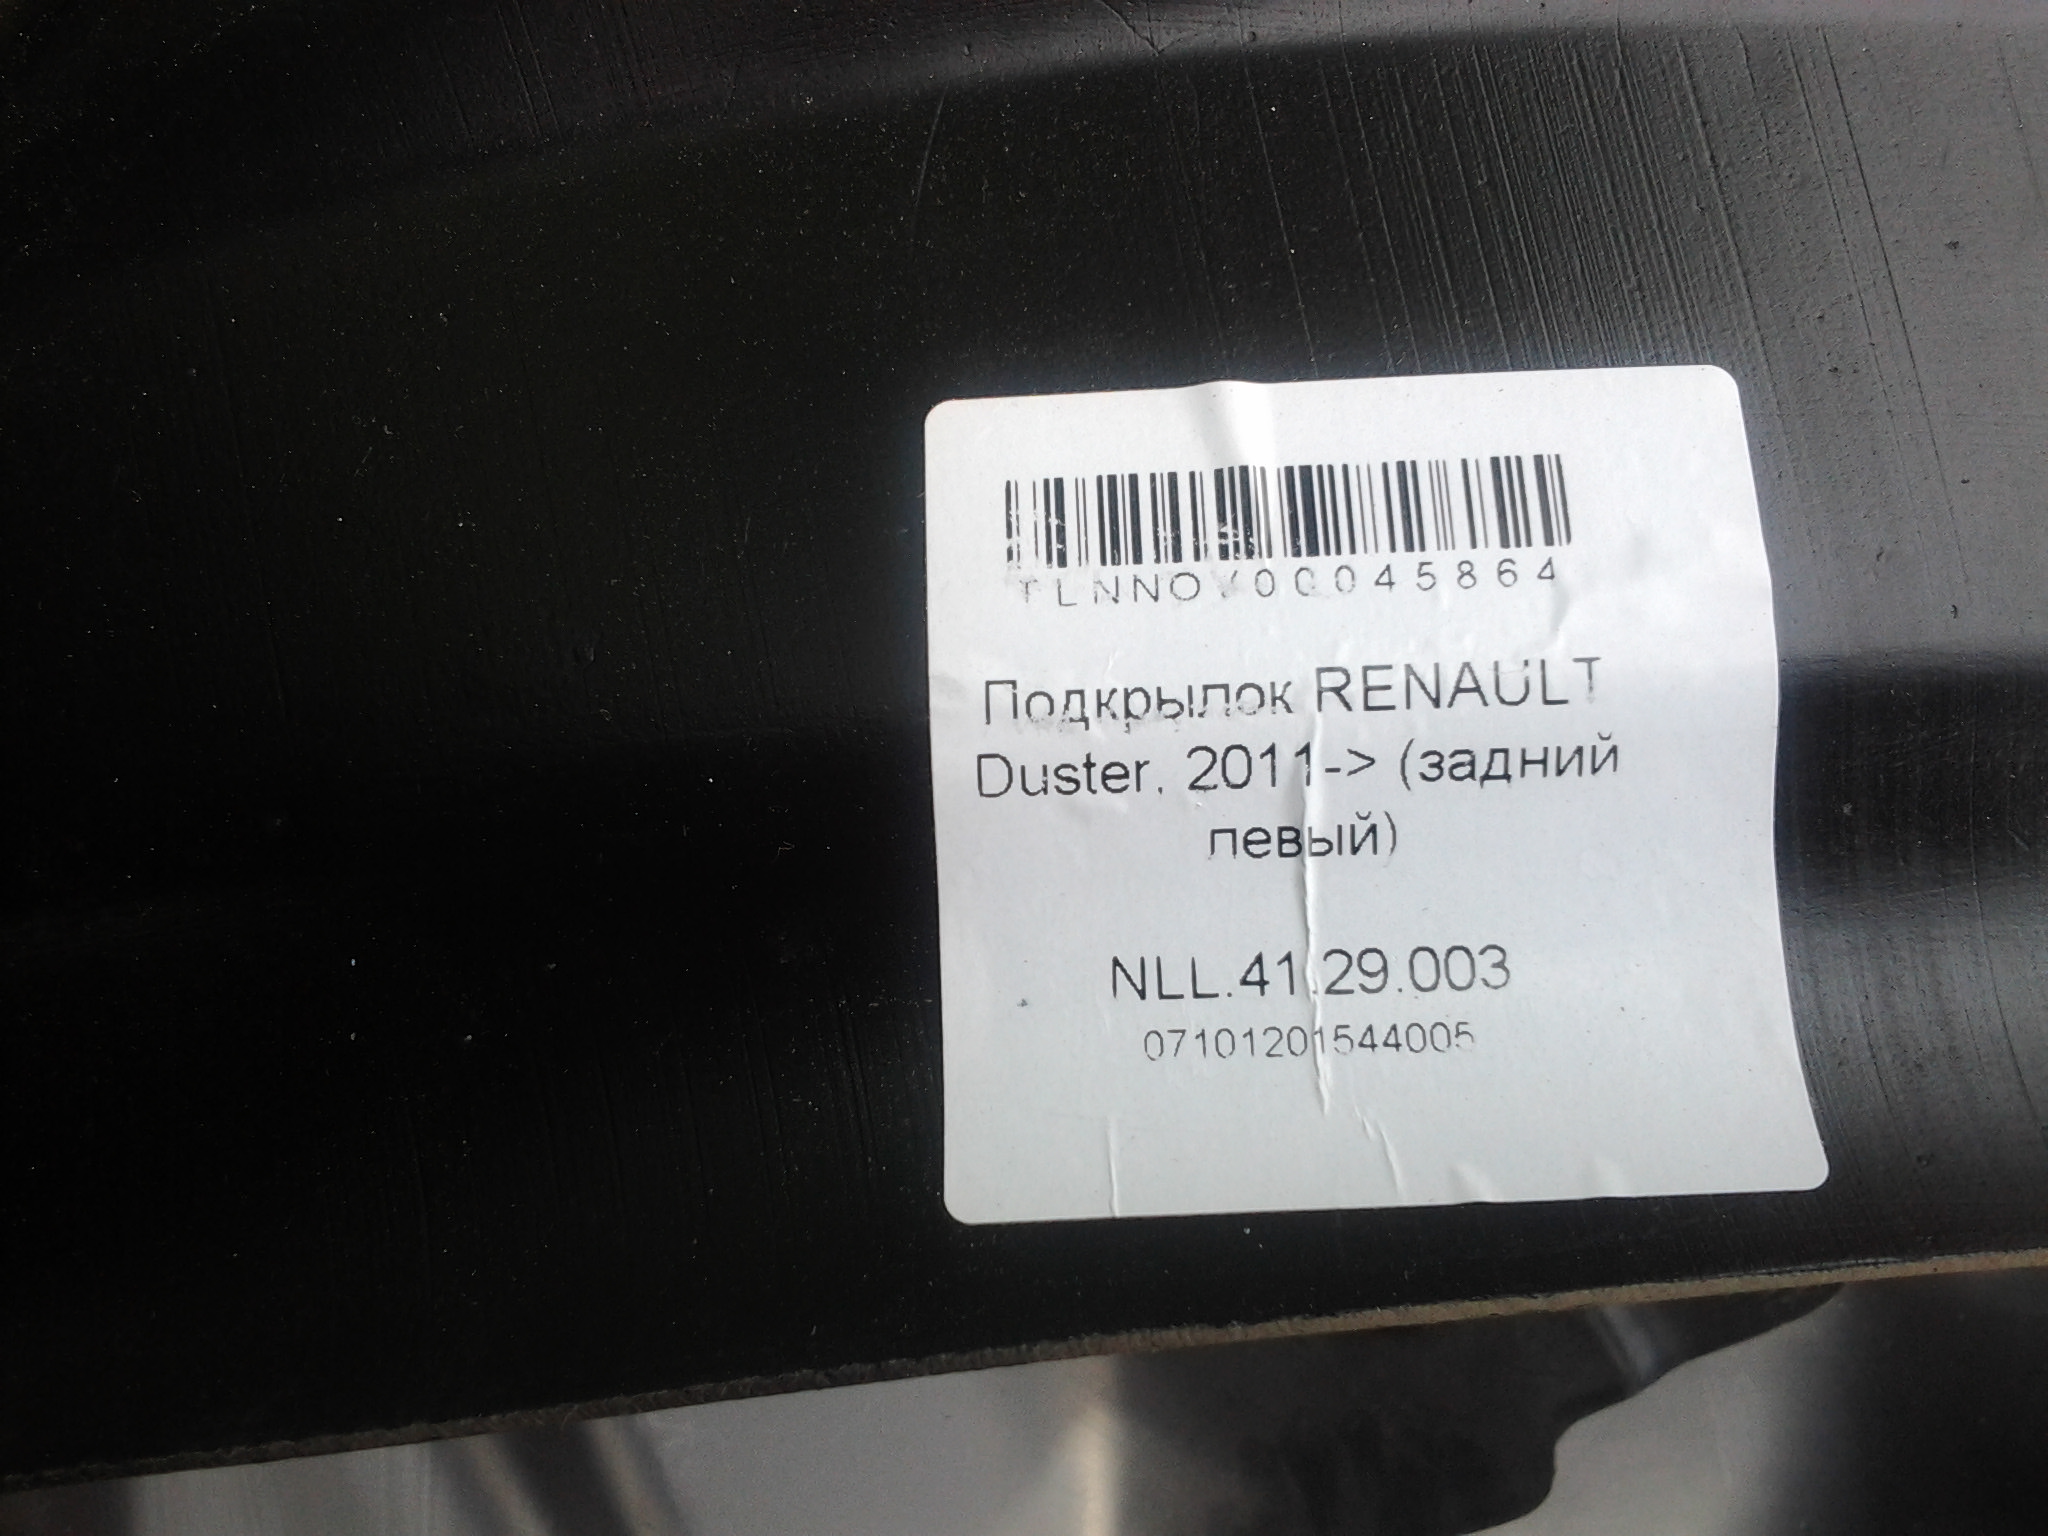 TLNNOV00045864
Подкрылок RENAULT
Duster, 2011-> (задний
левый)
NLL.41.29.003
07101201544005